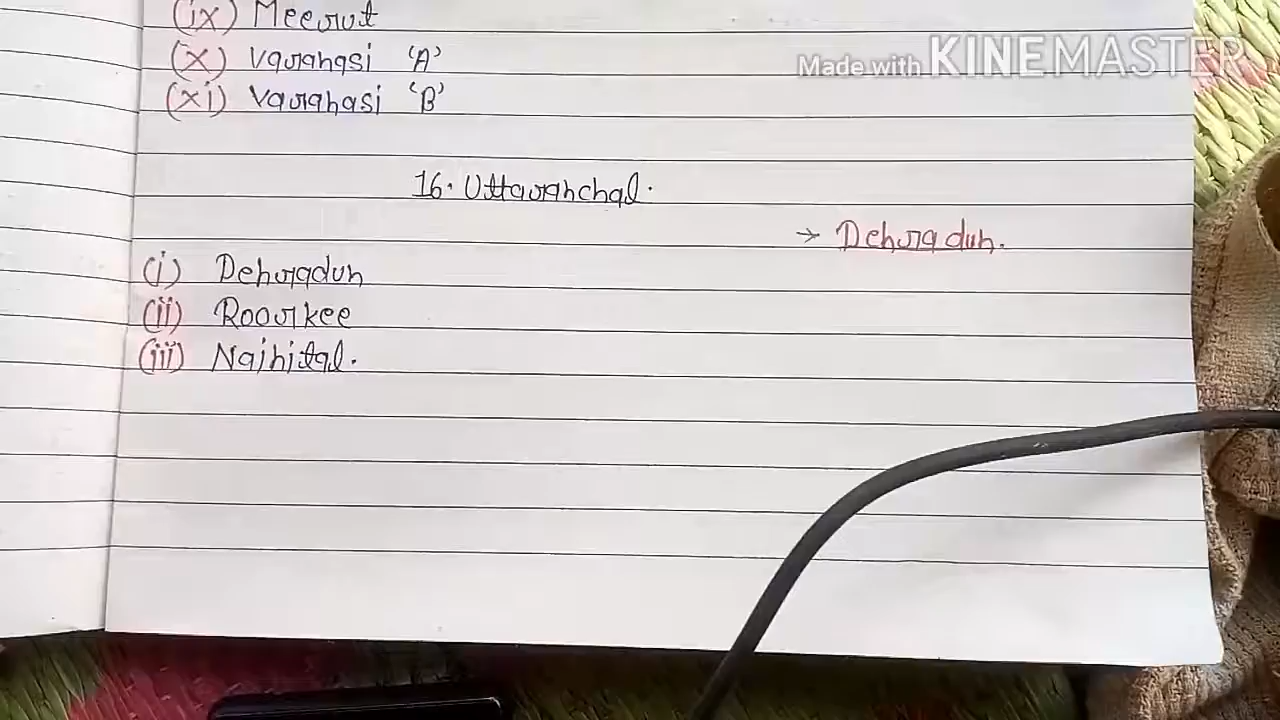 (ix) Meerut
Made with KINEMASTER
(x) Varanasi 'A'
(xi) Varanasi 'B'
16. Uttaranchal.
→ Dehradun.
(i) Dehradun
(ii) Roorkee
(iii) Nainital.